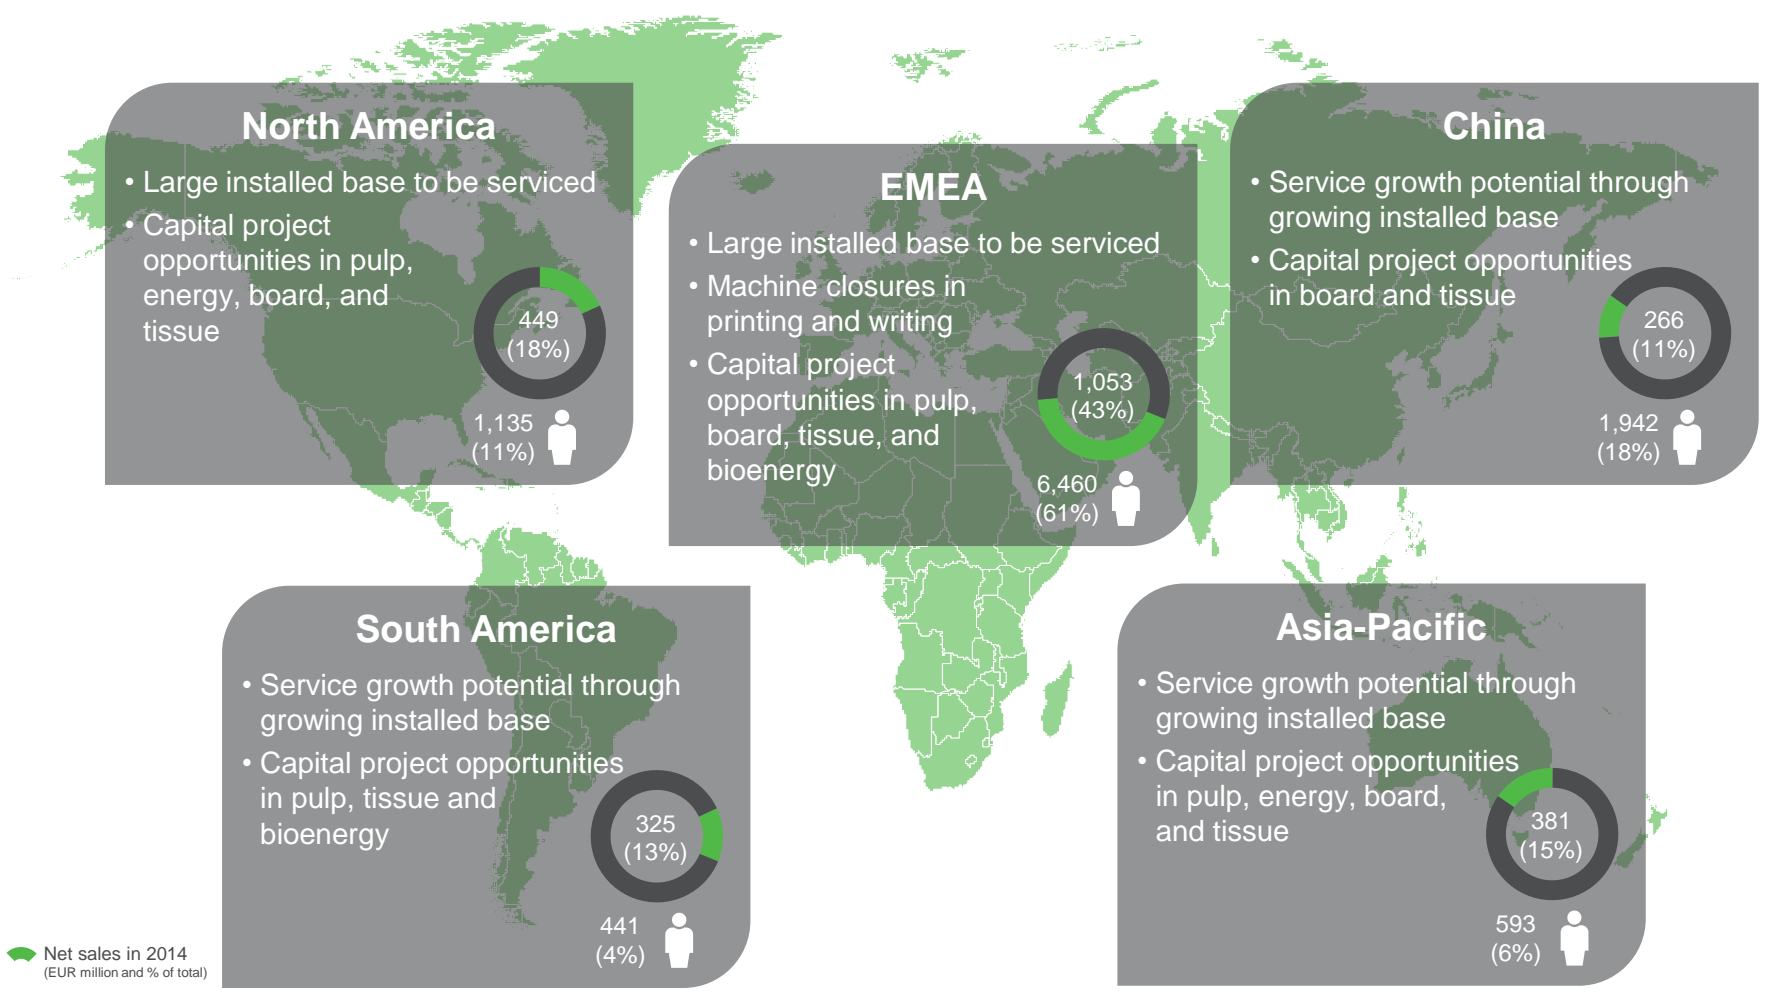 North America
• Large installed base to be serviced
• Capital project
opportunities in pulp,
energy, board, and
tissue
449
(18%)
1,135
(11%)
EMEA
• Large installed base to be serviced
• Machine closures in
printing and writing
• Capital project
opportunities in pulp,
board, tissue, and
bioenergy
1,053
(43%)
6,460
(61%)
China
• Service growth potential through
growing installed base
• Capital project opportunities
in board and tissue
266
(11%)
1,942
(18%)
South America
• Service growth potential through
growing installed base
• Capital project opportunities
in pulp, tissue and
bioenergy
325
(13%)
441
(4%)
Asia-Pacific
• Service growth potential through
growing installed base
• Capital project opportunities
in pulp, energy, board,
and tissue
381
(15%)
593
(6%)
Net sales in 2014
(EUR million and % of total)